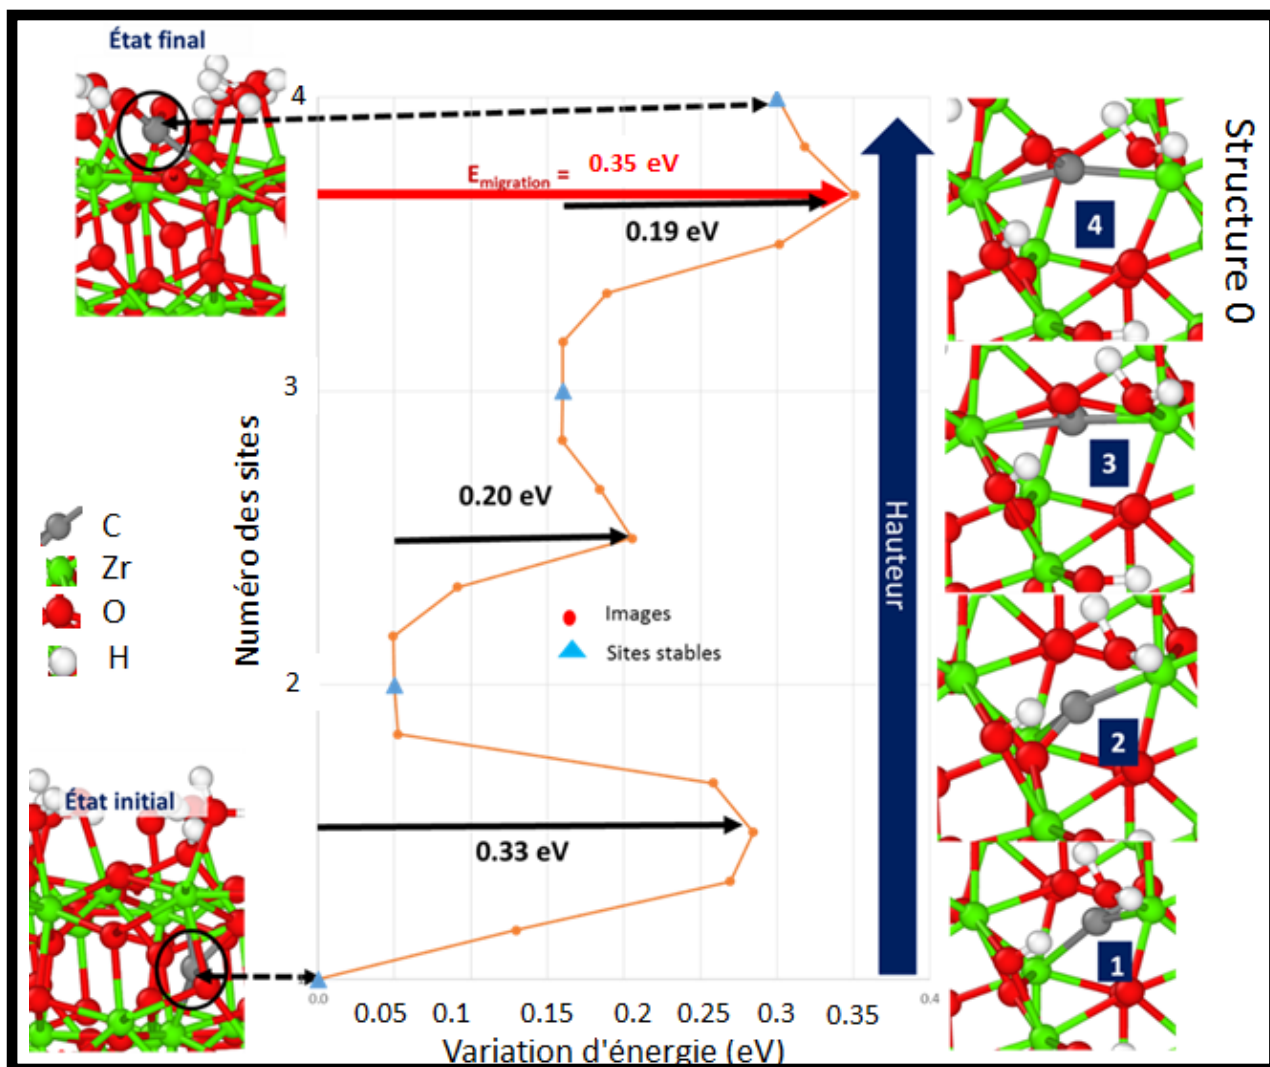 État final
4
E migration = 0.35 eV
0.19 eV
4
Structure 0
3
Numéro des sites
0.20 eV
3
Hauteur
C
Zr
O
H
Images
Sites stables
2
2
État initial
0.33 eV
1
0.0
0.05
0.1
0.15
0.2
0.25
0.3
0.35
0.4
Variation d'énergie (eV)